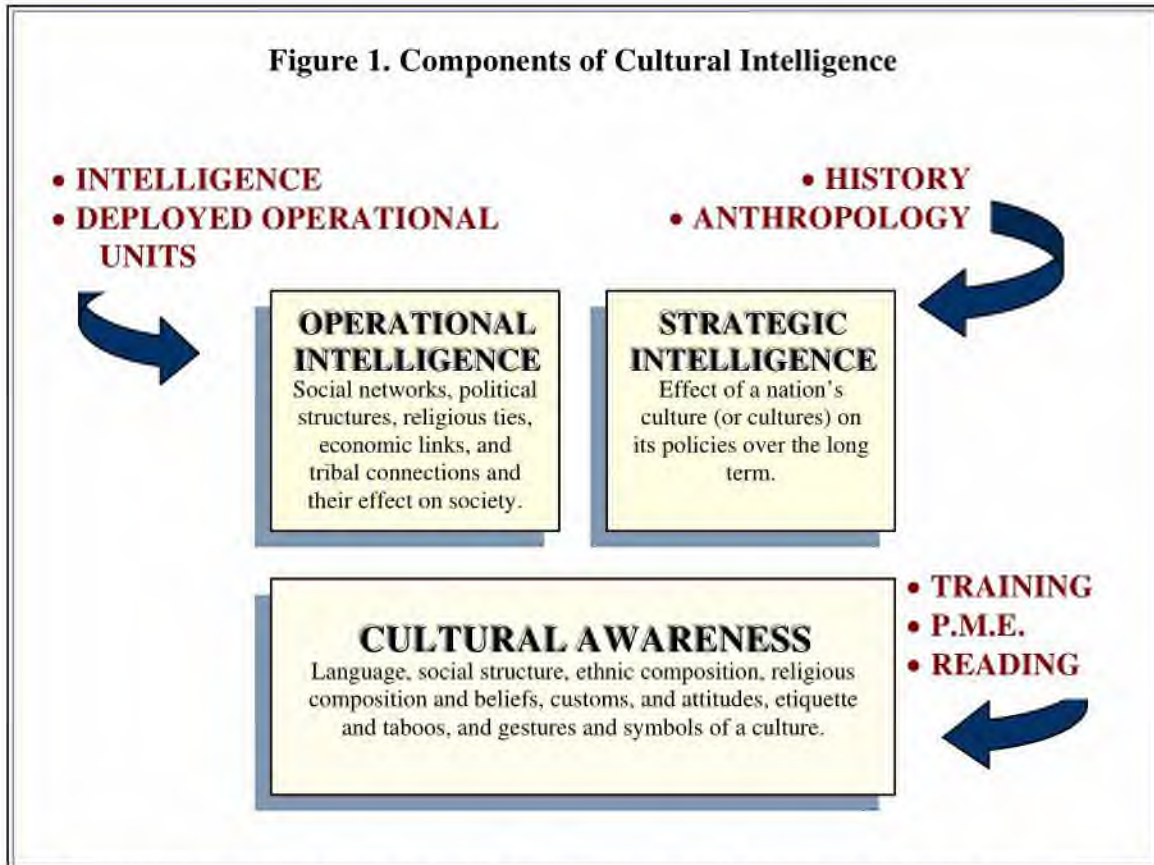 Figure 1. Components of Cultural Intelligence
• INTELLIGENCE
• DEPLOYED OPERATIONAL
UNITS
• HISTORY
• ANTHROPOLOGY
OPERATIONAL
INTELLIGENCE
Social networks, political
structures, religious ties,
economic links, and
tribal connections and
their effect on society.
STRATEGIC
INTELLIGENCE
Effect of a nation’s
culture (or cultures) on
its policies over the long
term.
CULTURAL AWARENESS
Language, social structure, ethnic composition, religious
composition and beliefs, customs, and attitudes, etiquette
and taboos, and gestures and symbols of a culture.
• TRAINING
• P.M.E.
• READING